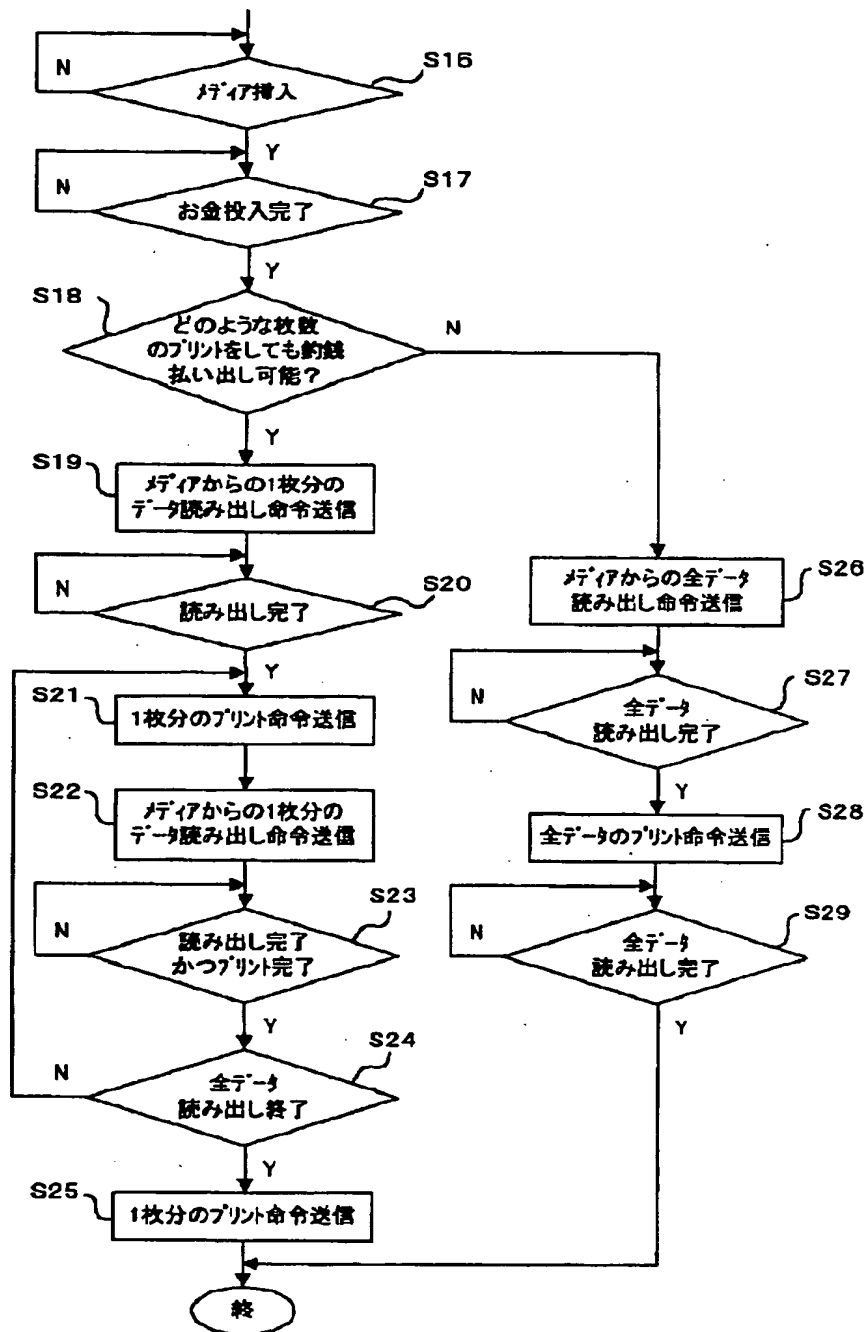 S16
N
メディア挿入
Y
S17
N
お金投入完了
Y
S18
どのような枚数
のプリントをしても釣銭
払い出し可能?
N
Y
S19
メディアからの1枚分の
データ読み出し命令送信
S20
N
読み出し完了
Y
S21
1枚分のプリント命令送信
S22
メディアからの1枚分の
データ読み出し命令送信
S23
N
読み出し完了
かつプリント完了
Y
S24
N
全データ
読み出し終了
Y
S25
1枚分のプリント命令送信
終
S26
メディアからの全データ
読み出し命令送信
S27
N
全データ
読み出し完了
Y
S28
全データのプリント命令送信
S29
N
全データ
読み出し完了
Y